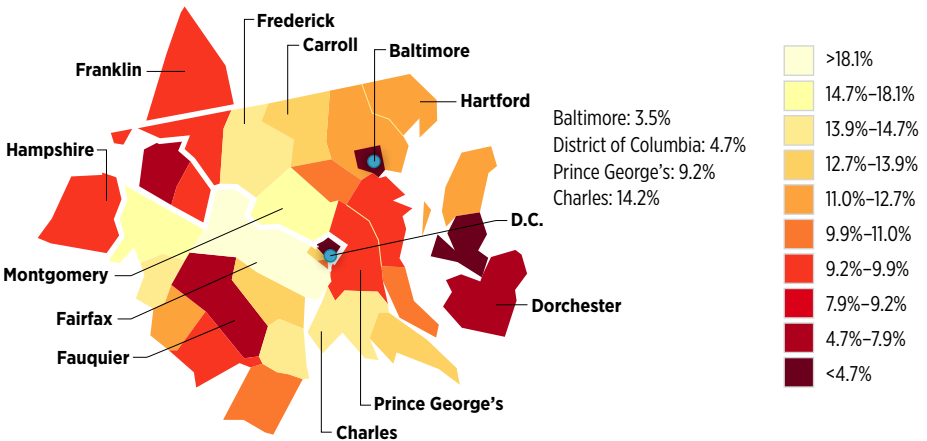 Frederick
Carroll
Baltimore
Franklin
Hartford
Hampshire
D.C.
Montgomery
Fairfax
Dorchester
Fauquier
Prince George's
Charles
Baltimore: 3.5%
District of Columbia: 4.7%
Prince George's: 9.2%
Charles: 14.2%
>18.1%
14.7%–18.1%
13.9%–14.7%
12.7%–13.9%
11.0%–12.7%
9.9%–11.0%
9.2%–9.9%
7.9%–9.2%
4.7%–7.9%
<4.7%